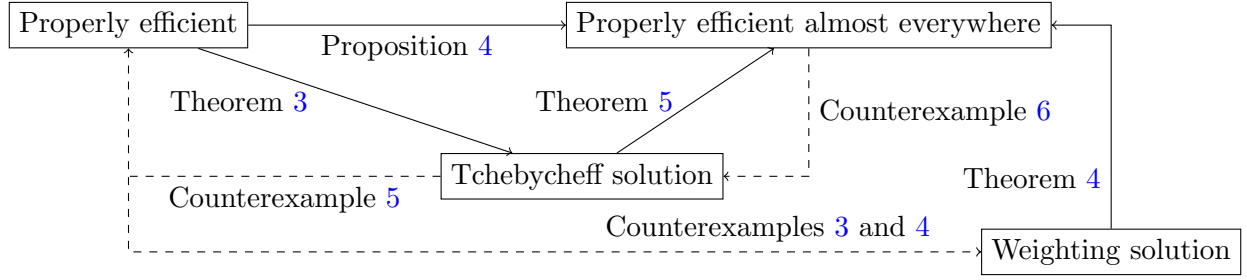 Properly efficient
Properly efficient almost everywhere
Proposition 4
Theorem 3
Theorem 5
Counterexample 6
Tchebycheff solution
Theorem 4
Counterexample 5
Counterexamples 3 and 4
Weighting solution